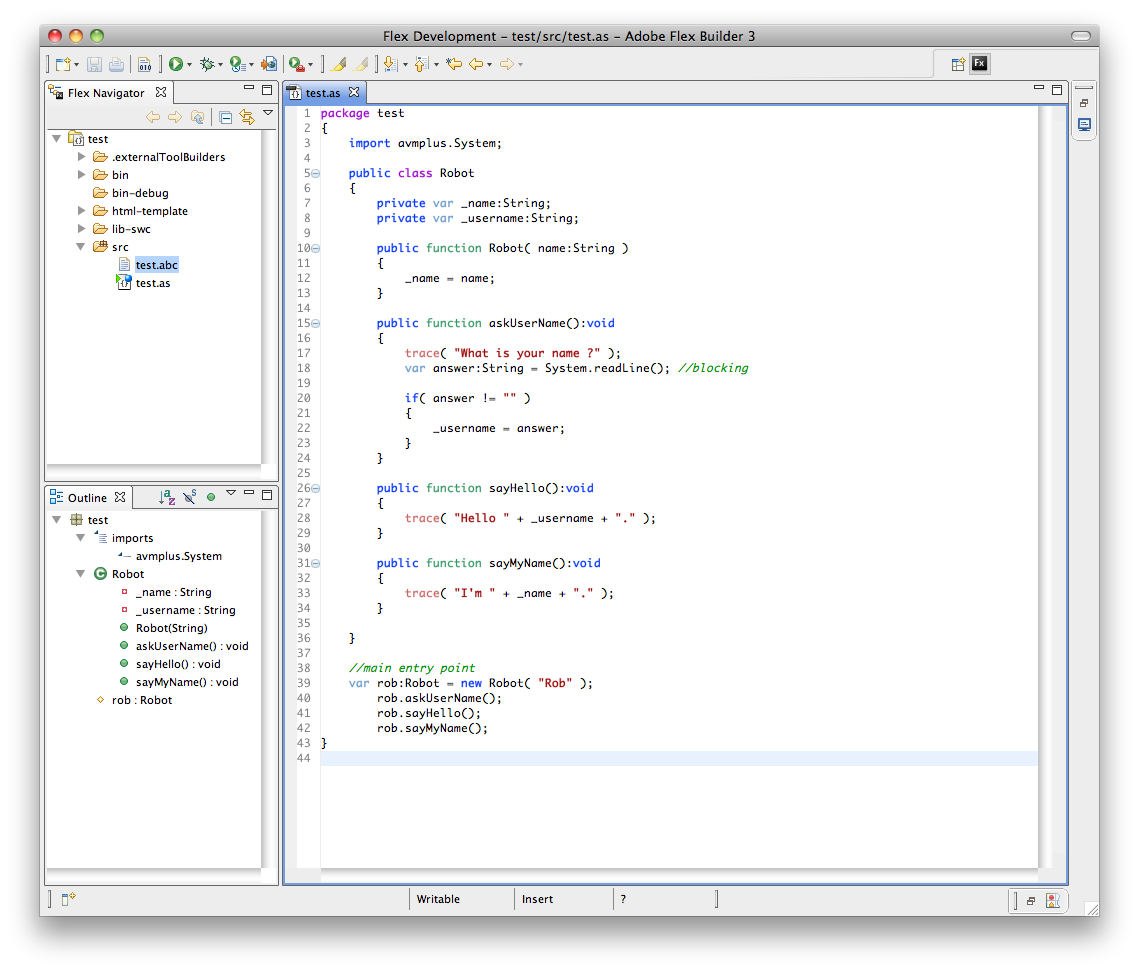 Flex Development – test/src/test.as – Adobe Flex Builder 3
010
Fx
Flex Navigator
test
.externalToolBuilders
bin
bin-debug
html-template
lib-swc
src
test.abc
test.as
Outline
test
imports
avmplus.System
Robot
_name : String
_username : String
Robot(String)
askUserName() : void
sayHello() : void
sayMyName() : void
rob : Robot
test.as
1 package test
2 {
3     import avmplus.System;
4
5     public class Robot
6     {
7         private var _name:String;
8         private var _username:String;
9
10         public function Robot( name:String )
11         {
12             _name = name;
13         }
14
15         public function askUserName():void
16         {
17             trace( "What is your name ?" );
18             var answer:String = System.readLine(); //blocking
19
20             if( answer != "" )
21             {
22                 _username = answer;
23             }
24         }
25
26         public function sayHello():void
27         {
28             trace( "Hello " + _username + "." );
29         }
30
31         public function sayMyName():void
32         {
33             trace( "I'm " + _name + "." );
34         }
35
36     }
37
38     //main entry point
39     var rob:Robot = new Robot( "Rob" );
40         rob.askUserName();
41         rob.sayHello();
42         rob.sayMyName();
43 }
44
Writable
Insert
?